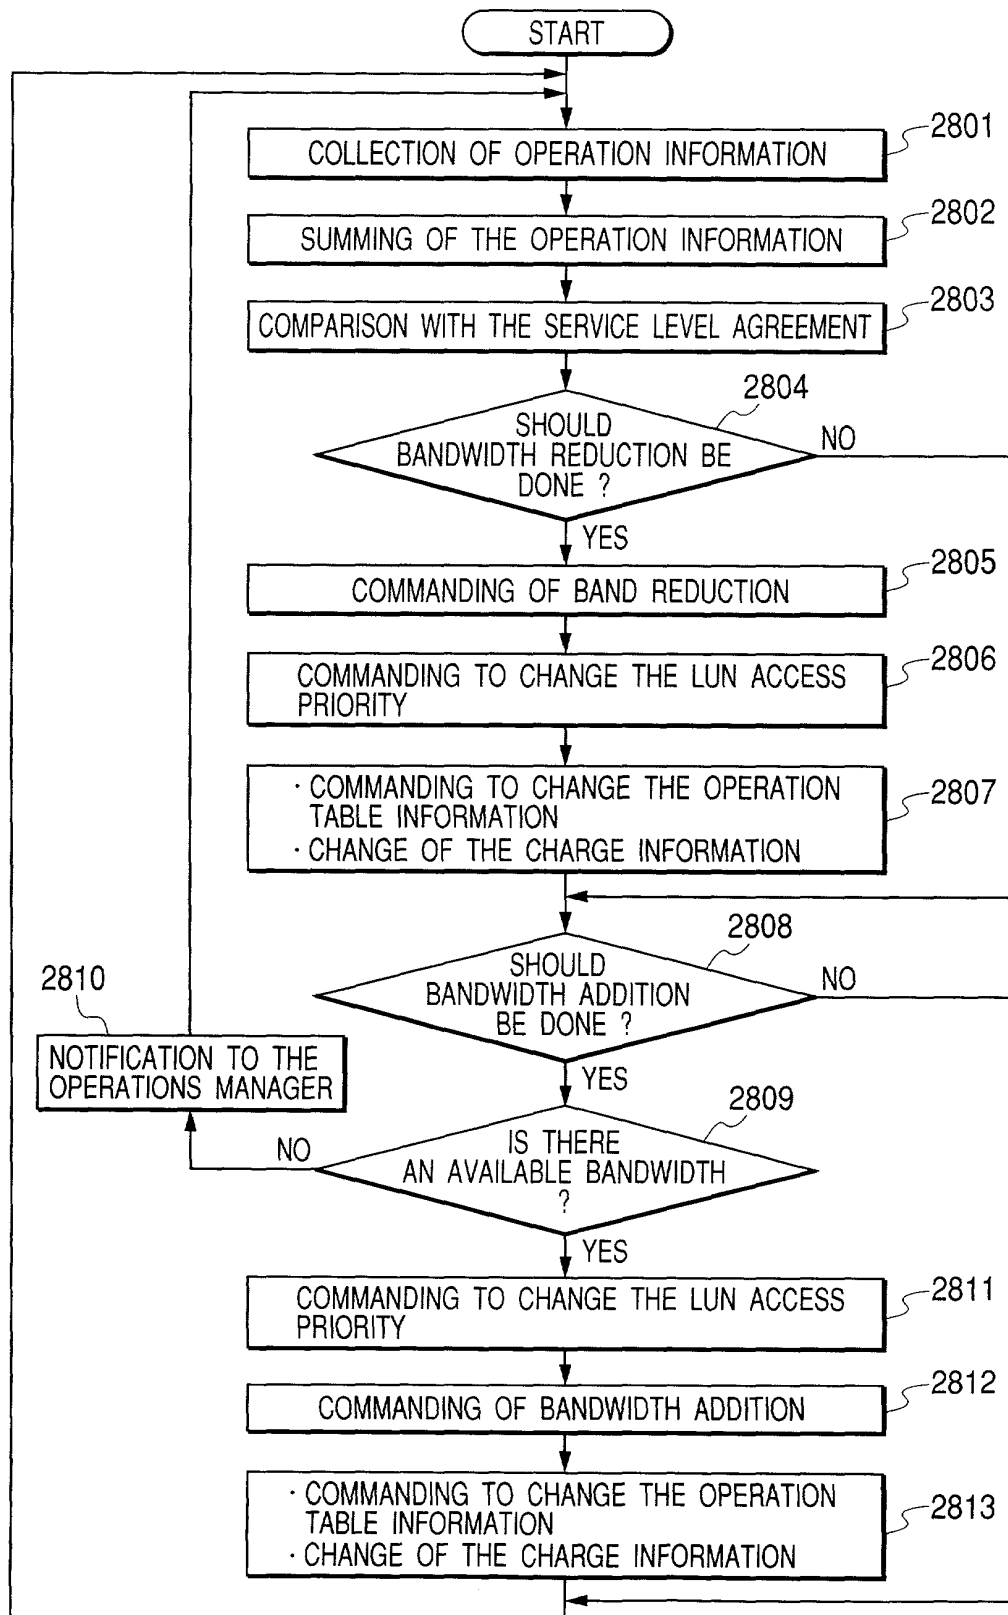 START
COLLECTION OF OPERATION INFORMATION
2801
SUMMING OF THE OPERATION INFORMATION
2802
COMPARISON WITH THE SERVICE LEVEL AGREEMENT
2803
2804
SHOULD
BANDWIDTH REDUCTION BE
DONE ?
NO
YES
COMMANDING OF BAND REDUCTION
2805
COMMANDING TO CHANGE THE LUN ACCESS
PRIORITY
2806
· COMMANDING TO CHANGE THE OPERATION
TABLE INFORMATION
· CHANGE OF THE CHARGE INFORMATION
2807
2808
SHOULD
BANDWIDTH ADDITION
BE DONE ?
NO
YES
2810
NOTIFICATION TO THE
OPERATIONS MANAGER
2809
IS THERE
AN AVAILABLE BANDWIDTH
?
NO
YES
COMMANDING TO CHANGE THE LUN ACCESS
PRIORITY
2811
COMMANDING OF BANDWIDTH ADDITION
2812
· COMMANDING TO CHANGE THE OPERATION
TABLE INFORMATION
· CHANGE OF THE CHARGE INFORMATION
2813